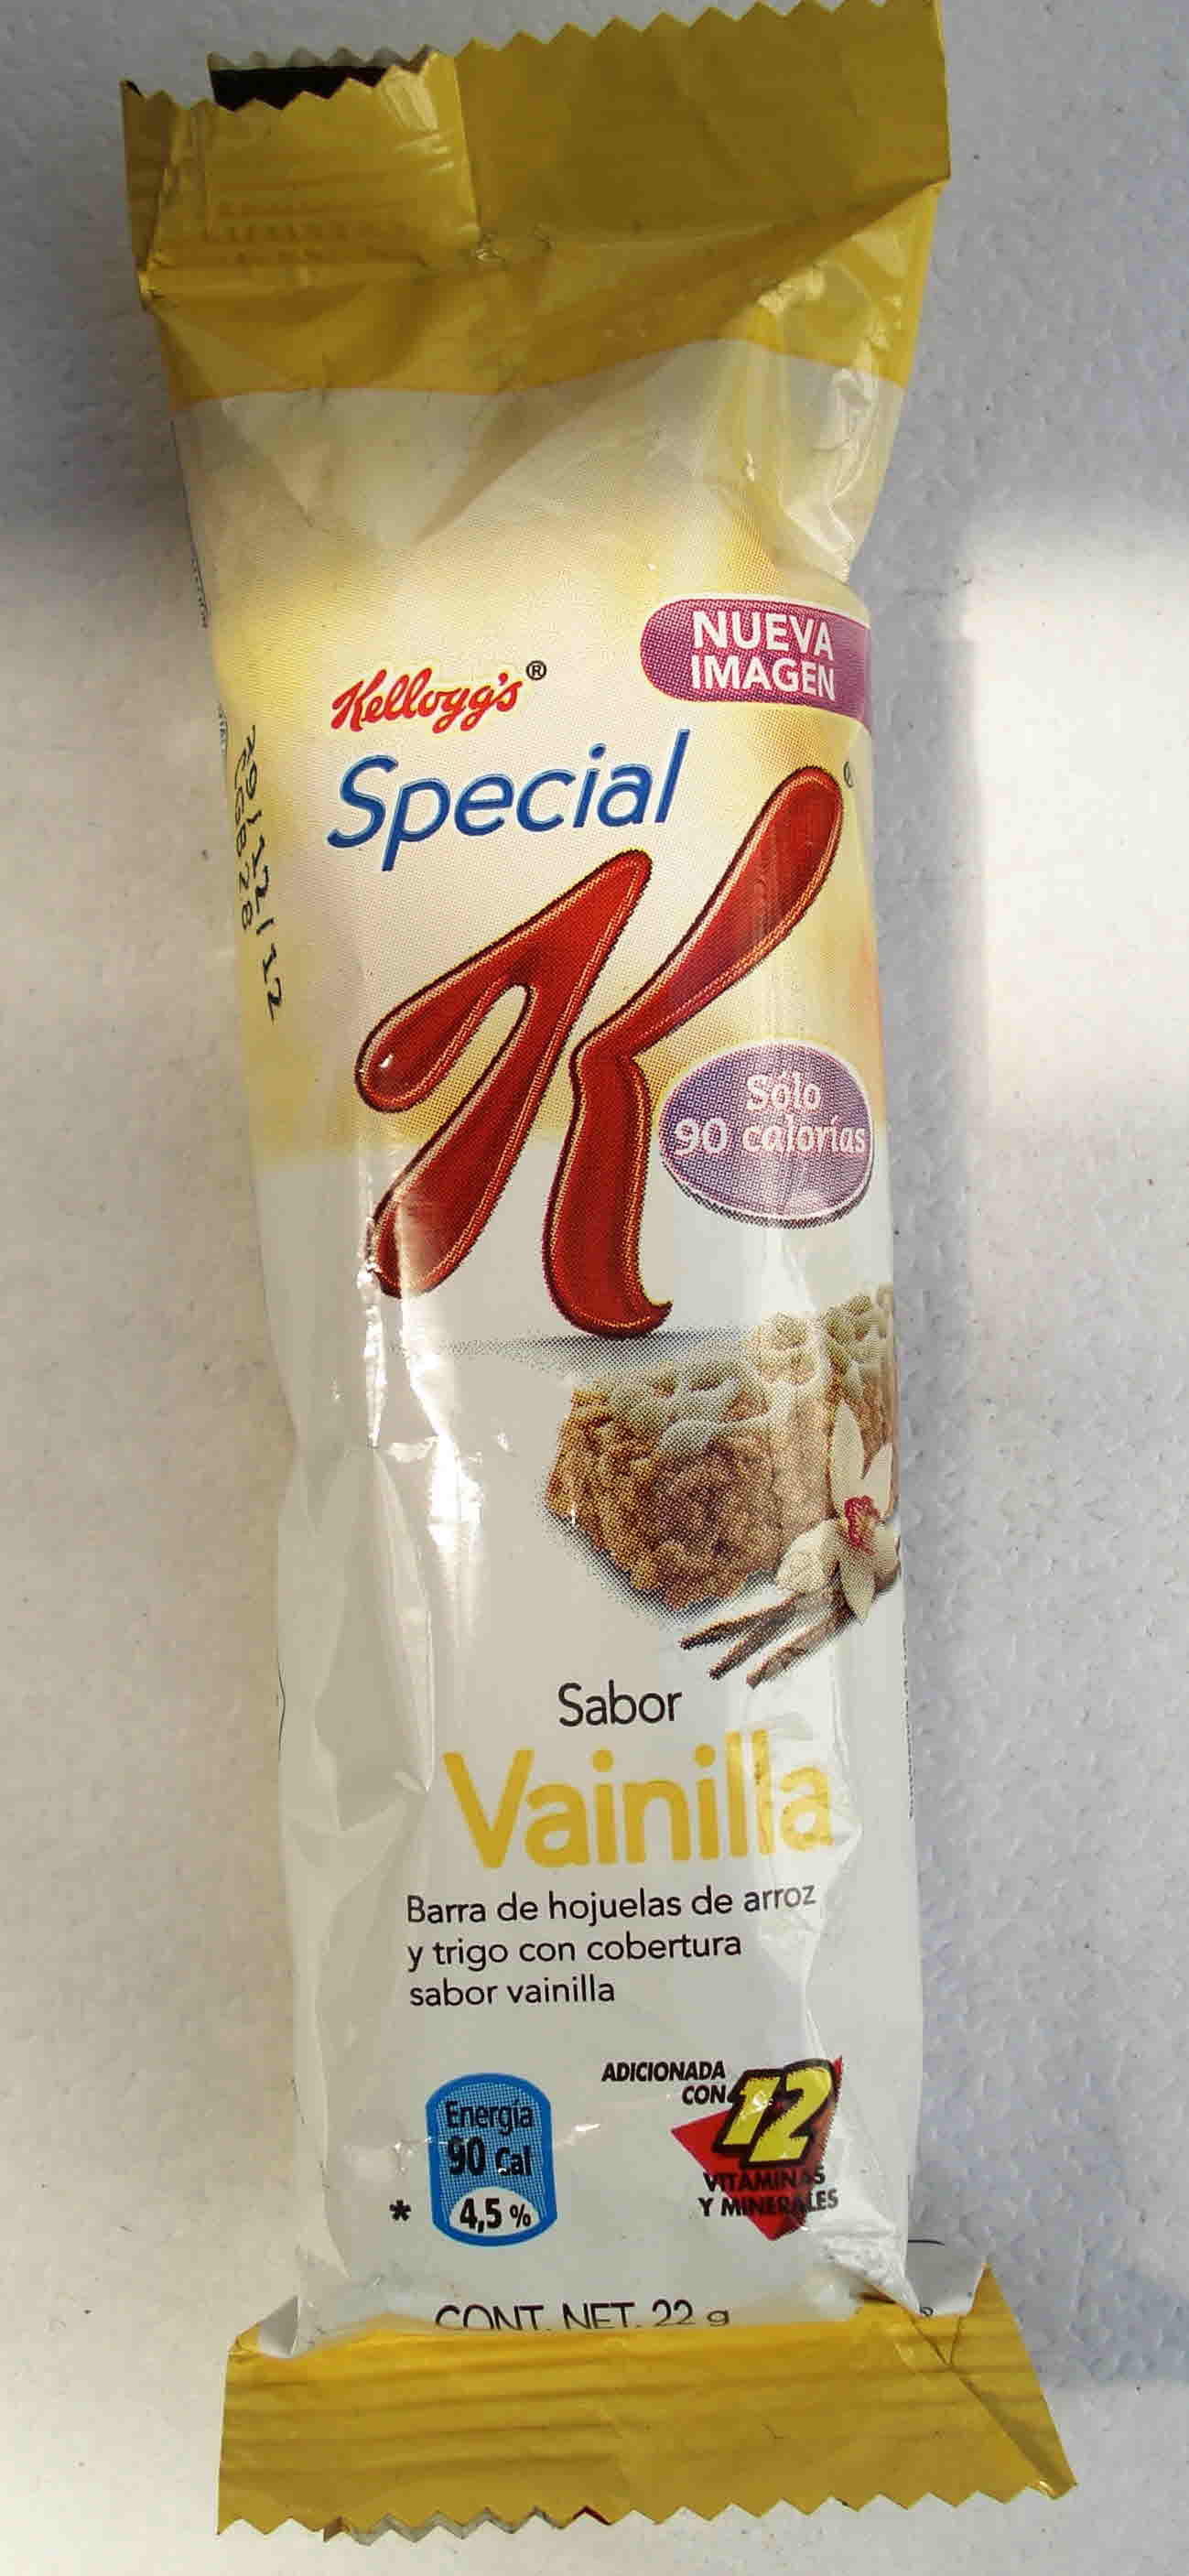 NUEVA
IMAGEN
Kellogg's®
Special
K®
Sólo
90 calorías
Sabor
Vainilla
Barra de hojuelas de arroz
y trigo con cobertura
sabor vainilla
ADICIONADA
CON 12
VITAMINAS
Y MINERALES
Energía
90 Cal
* 4,5 %
CONT. NET. 22 g